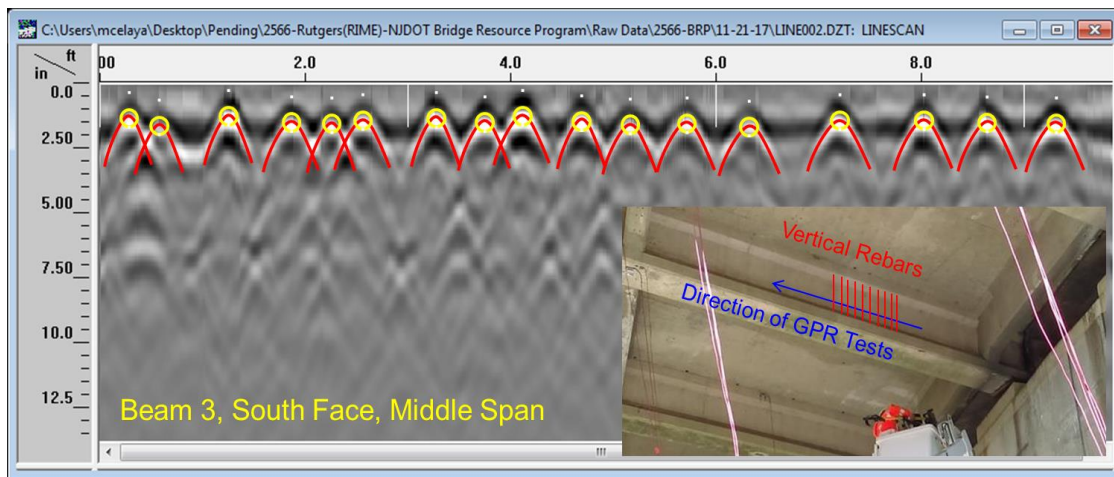 C:\Users\mcelaya\Desktop\Pending\2566-Rutgers(RIME)-NJDOT Bridge Resource Program\Raw Data\2566-BRP\11-21-17\LINE002.DZT: LINESCAN
ft
in
00 2.0 4.0 6.0 8.0
0.0
2.50
5.00
7.50
10.0
12.5
Vertical Rebars
Direction of GPR Tests
Beam 3, South Face, Middle Span